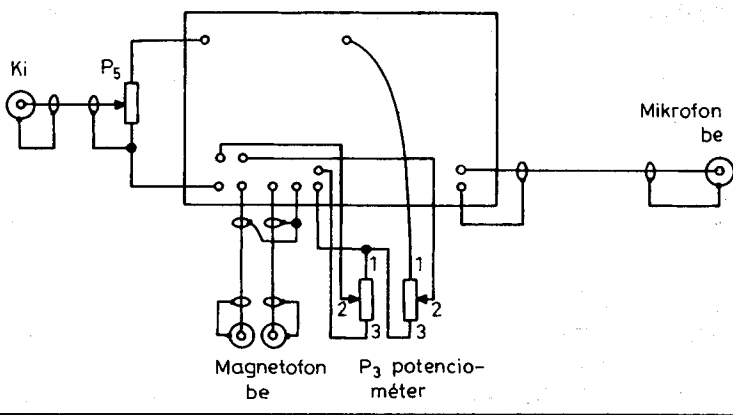 Ki
P5
Mikrofon
be
1
1
2
2
3
3
Magnetofon
be
P3 potencio-
méter